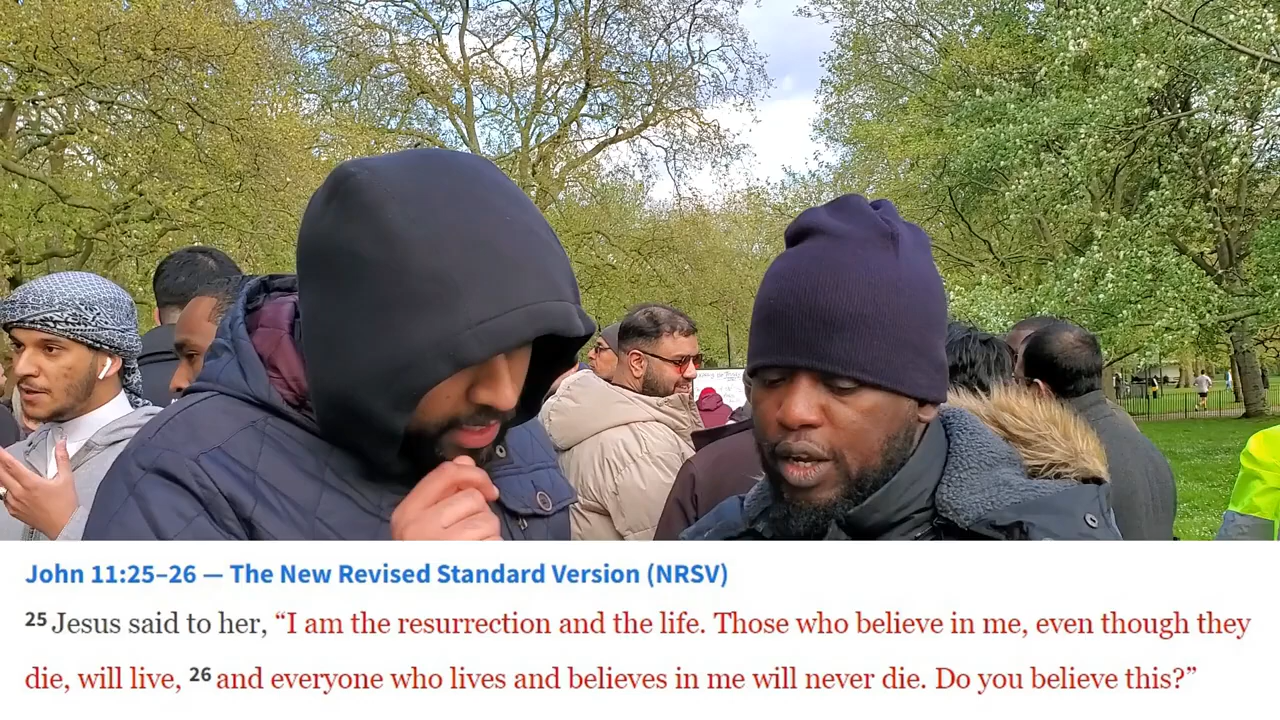 John 11:25–26 — The New Revised Standard Version (NRSV)
25 Jesus said to her, “I am the resurrection and the life. Those who believe in me, even though they
die, will live, 26 and everyone who lives and believes in me will never die. Do you believe this?”